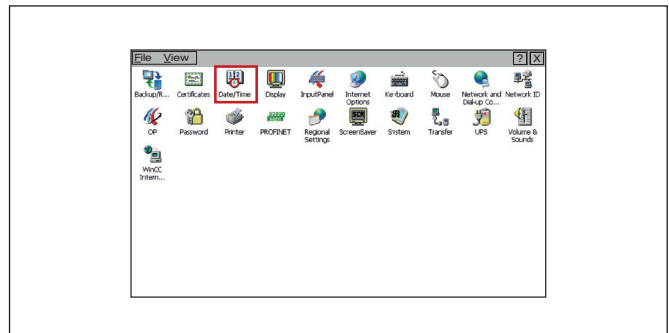 File View ? X
Backup/R... Certificates Date/Time Display InputPanel Internet Options Keyboard Mouse Network and Dial-up Co... Network ID
OP Password Printer PROFINET Regional Settings ScreenSaver System Transfer UPS Volume & Sounds
WinCC Intern...